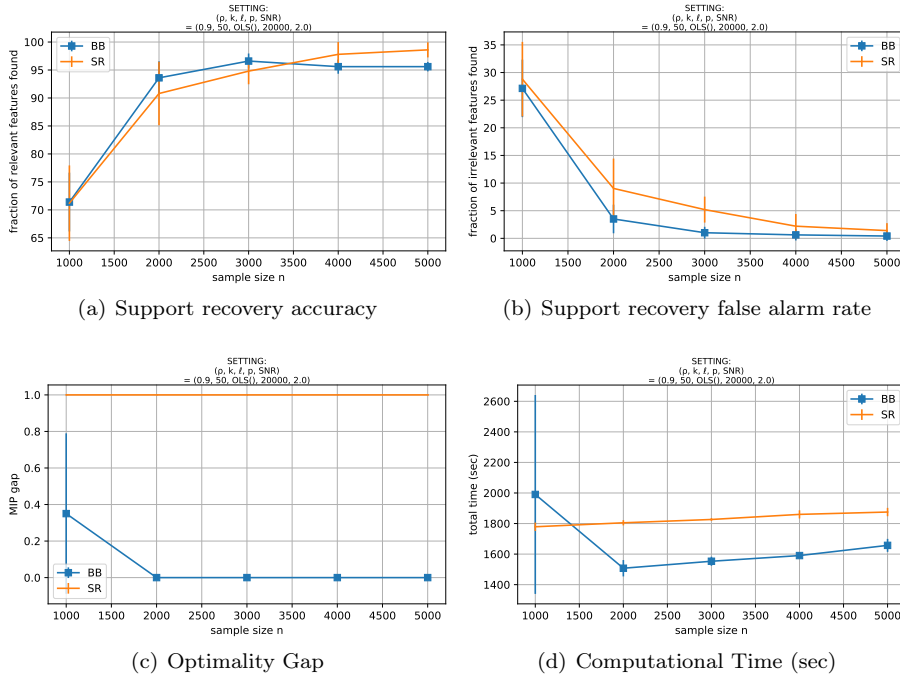 SETTING:
(ρ, k, ℓ, p, SNR)
= (0.9, 50, OLS(), 20000, 2.0)
100
95
90
85
80
75
70
65
fraction of relevant features found
BB
SR
1000 1500 2000 2500 3000 3500 4000 4500 5000
sample size n
(a) Support recovery accuracy
SETTING:
(ρ, k, ℓ, p, SNR)
= (0.9, 50, OLS(), 20000, 2.0)
35
30
25
20
15
10
5
0
fraction of irrelevant features found
BB
SR
1000 1500 2000 2500 3000 3500 4000 4500 5000
sample size n
(b) Support recovery false alarm rate
SETTING:
(ρ, k, ℓ, p, SNR)
= (0.9, 50, OLS(), 20000, 2.0)
1.0
0.8
0.6
0.4
0.2
0.0
MIP gap
BB
SR
1000 1500 2000 2500 3000 3500 4000 4500 5000
sample size n
(c) Optimality Gap
SETTING:
(ρ, k, ℓ, p, SNR)
= (0.9, 50, OLS(), 20000, 2.0)
2600
2400
2200
2000
1800
1600
1400
total time (sec)
BB
SR
1000 1500 2000 2500 3000 3500 4000 4500 5000
sample size n
(d) Computational Time (sec)